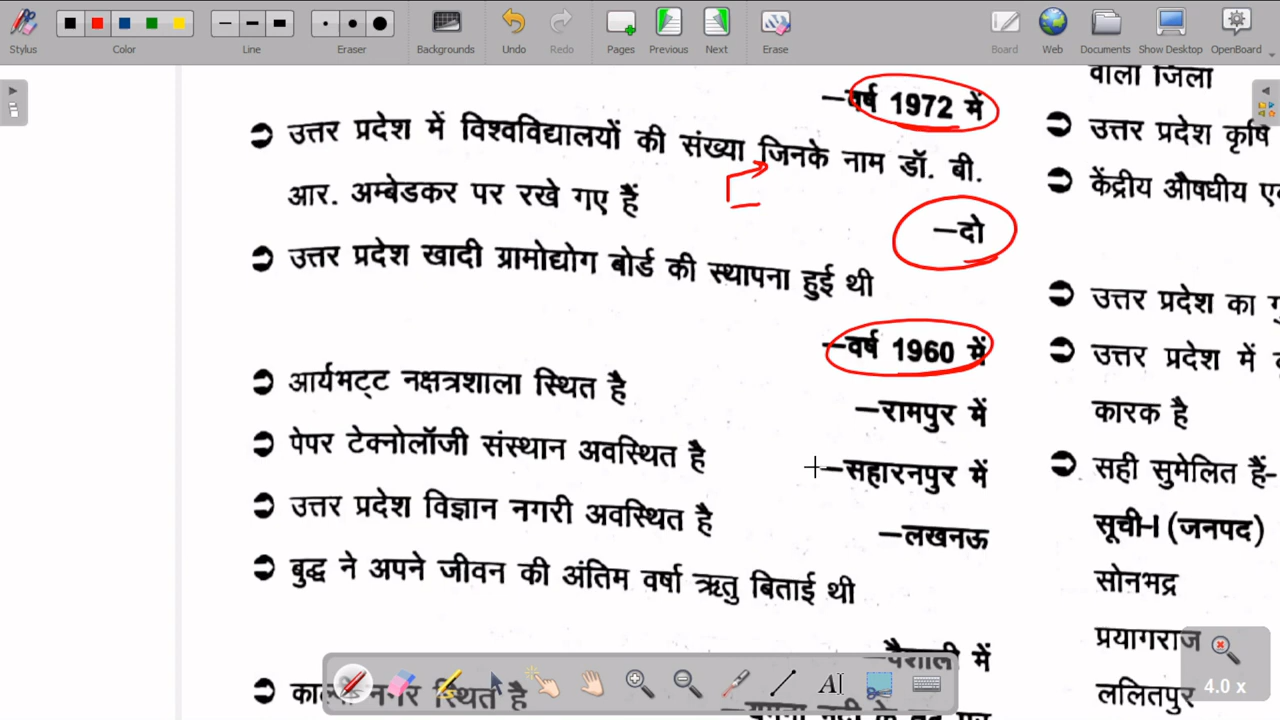 Stylus
Color
Line
Eraser
Backgrounds
Undo
Redo
Pages
Previous
Next
Erase
Board
Web
Documents
Show Desktop
OpenBoard
–वर्ष 1972 में
उत्तर प्रदेश में विश्वविद्यालयों की संख्या जिनके नाम डॉ. बी.
आर. अम्बेडकर पर रखे गए हैं
–दो
उत्तर प्रदेश खादी ग्रामोद्योग बोर्ड की स्थापना हुई थी
–वर्ष 1960 में
आर्यभट्ट नक्षत्रशाला स्थित है
–रामपुर में
पेपर टेक्नोलॉजी संस्थान अवस्थित है
–सहारनपुर में
उत्तर प्रदेश विज्ञान नगरी अवस्थित है
–लखनऊ
बुद्ध ने अपने जीवन की अंतिम वर्षा ऋतु बिताई थी
में
नगर स्थित है
वाला जिला
उत्तर प्रदेश कृषि
केंद्रीय औषधीय
उत्तर प्रदेश का
उत्तर प्रदेश में
कारक है
सही सुमेलित हैं-
सूची-I (जनपद)
सोनभद्र
प्रयागराज
ललितपुर
4.0 x